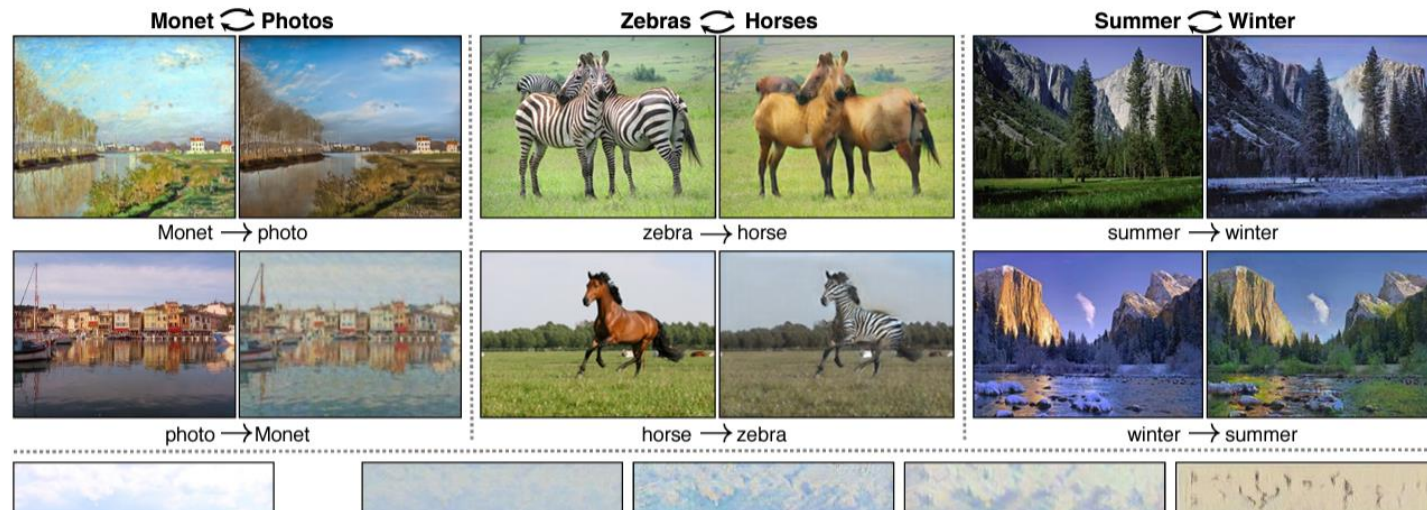 Monet ⇄ Photos
Zebras ⇄ Horses
Summer ⇄ Winter
Monet → photo
zebra → horse
summer → winter
photo → Monet
horse → zebra
winter → summer